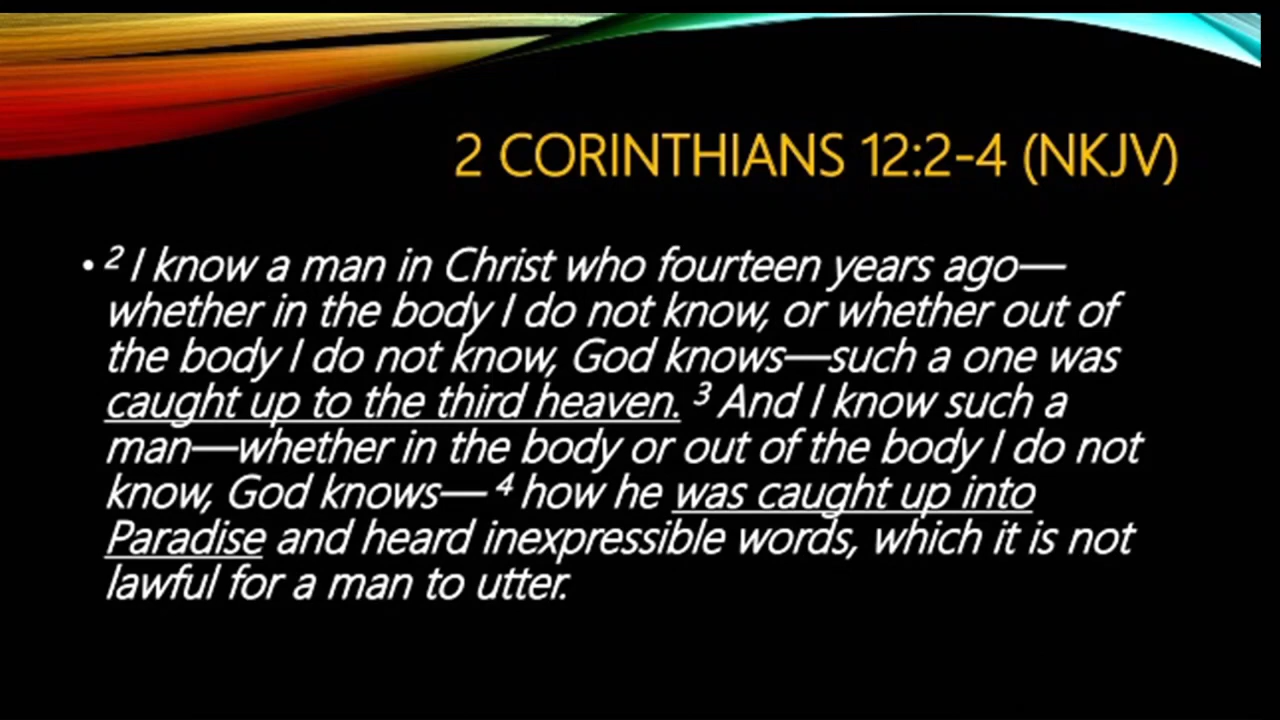 2 CORINTHIANS 12:2-4 (NKJV)
• ² I know a man in Christ who fourteen years ago—
whether in the body I do not know, or whether out of
the body I do not know, God knows—such a one was
caught up to the third heaven. ³ And I know such a
man—whether in the body or out of the body I do not
know, God knows— ⁴ how he was caught up into
Paradise and heard inexpressible words, which it is not
lawful for a man to utter.